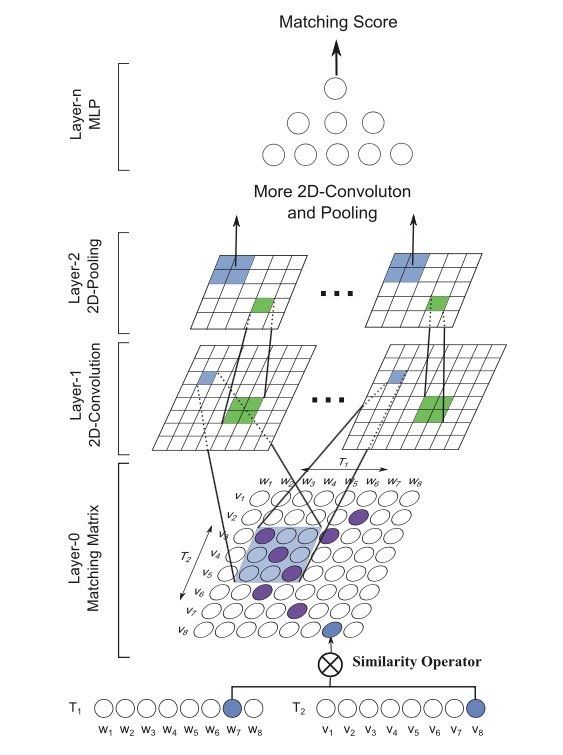 Matching Score
Layer-n
MLP
More 2D-Convoluton
and Pooling
Layer-2
2D-Pooling
...
Layer-1
2D-Convolution
...
Layer-0
Matching Matrix
T₁
w₁ w₂ w₃ w₄ w₅ w₆ w₇ w₈
v₁
v₂
v₃
T₂
v₄
v₅
v₆
v₇
v₈
Similarity Operator
T₁
T₂
w₁ w₂ w₃ w₄ w₅ w₆ w₇ w₈
v₁ v₂ v₃ v₄ v₅ v₆ v₇ v₈